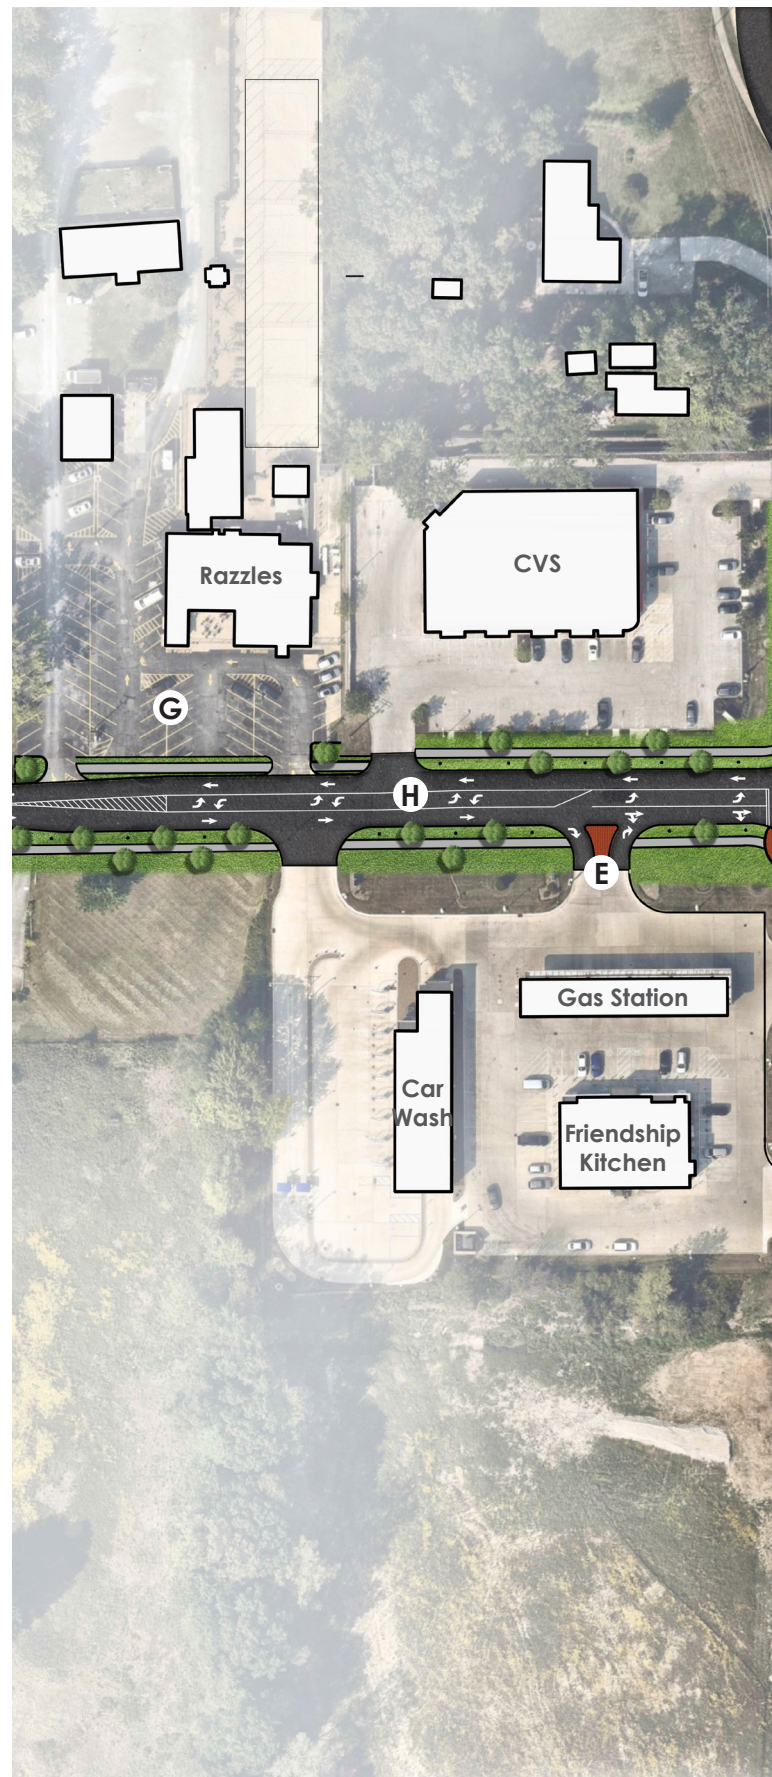 Razzles
CVS
G
H
E
Gas Station
Car
Wash
Friendship
Kitchen